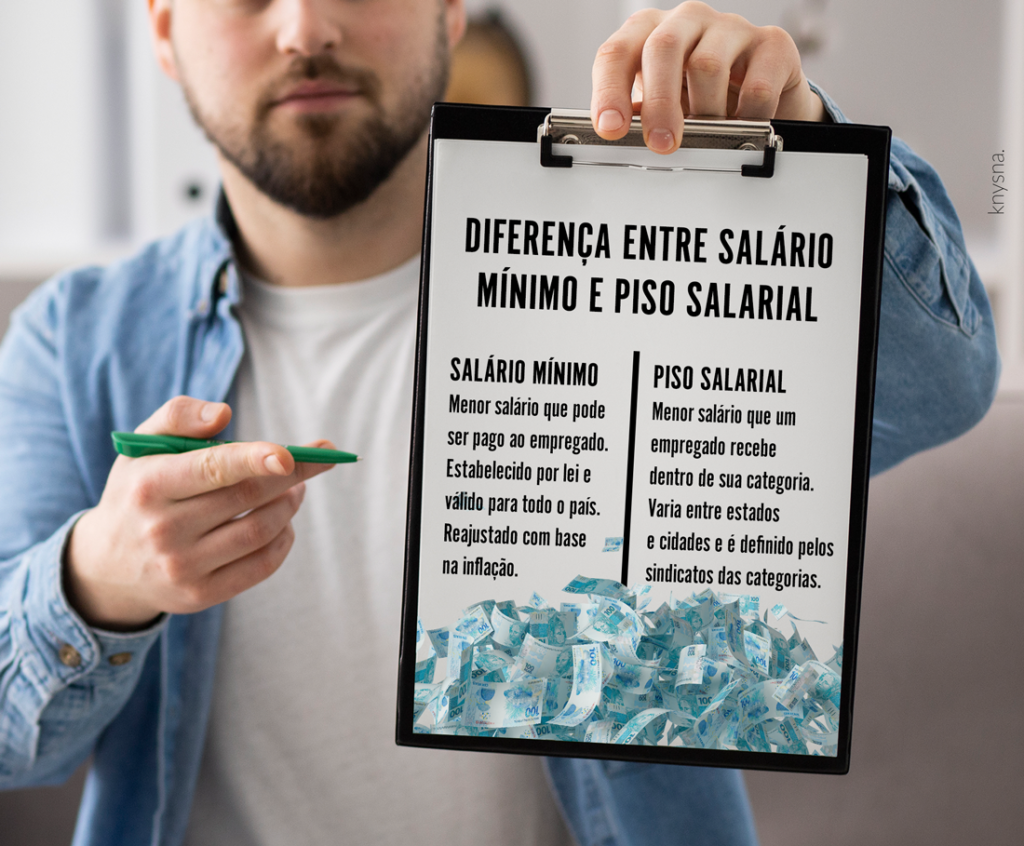 DIFERENÇA ENTRE SALÁRIO
MÍNIMO E PISO SALARIAL
SALÁRIO MÍNIMO
Menor salário que pode
ser pago ao empregado.
Estabelecido por lei e
válido para todo o país.
Reajustado com base
na inflação.
PISO SALARIAL
Menor salário que um
empregado recebe
dentro de sua categoria.
Varia entre estados
e cidades e é definido pelos
sindicatos das categorias.
100
knysna.